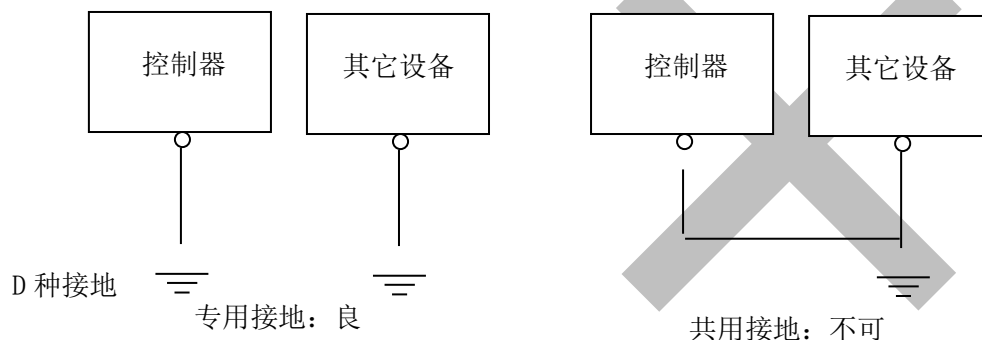 控制器
其它设备
控制器
其它设备
D 种接地
专用接地：良
共用接地：不可